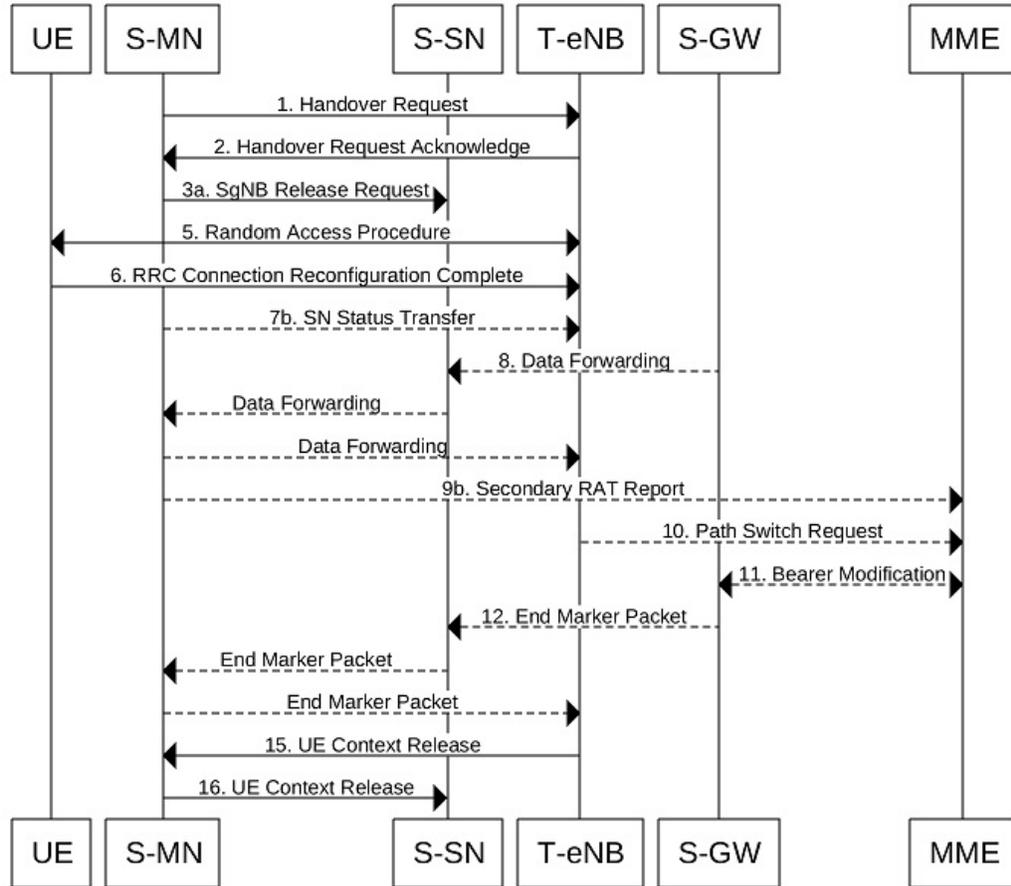 UE
S-MN
S-SN
T-eNB
S-GW
MME
1. Handover Request
2. Handover Request Acknowledge
3a. SgNB Release Request
5. Random Access Procedure
6. RRC Connection Reconfiguration Complete
7b. SN Status Transfer
8. Data Forwarding
Data Forwarding
Data Forwarding
9b. Secondary RAT Report
10. Path Switch Request
11. Bearer Modification
12. End Marker Packet
End Marker Packet
End Marker Packet
15. UE Context Release
16. UE Context Release
UE
S-MN
S-SN
T-eNB
S-GW
MME